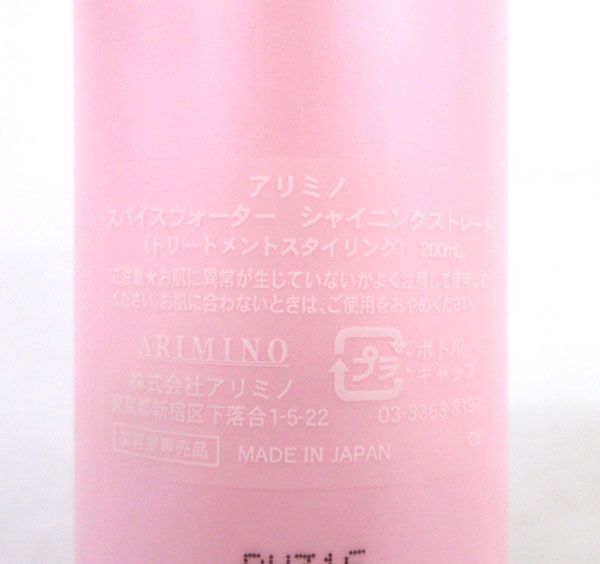 アリミノ
スパイスウォーター シャイニングストレート
(トリートメントスタイリング) 200mL
ご注意★お肌に異常が生じていないかよく注意して使用して
ください。お肌に合わないときは、ご使用をおやめください。
ARIMINO
プラ
・ボトル
・キャップ
株式会社アリミノ
東京都新宿区下落合1-5-22 03-3363-8197
美容室専売品 MADE IN JAPAN